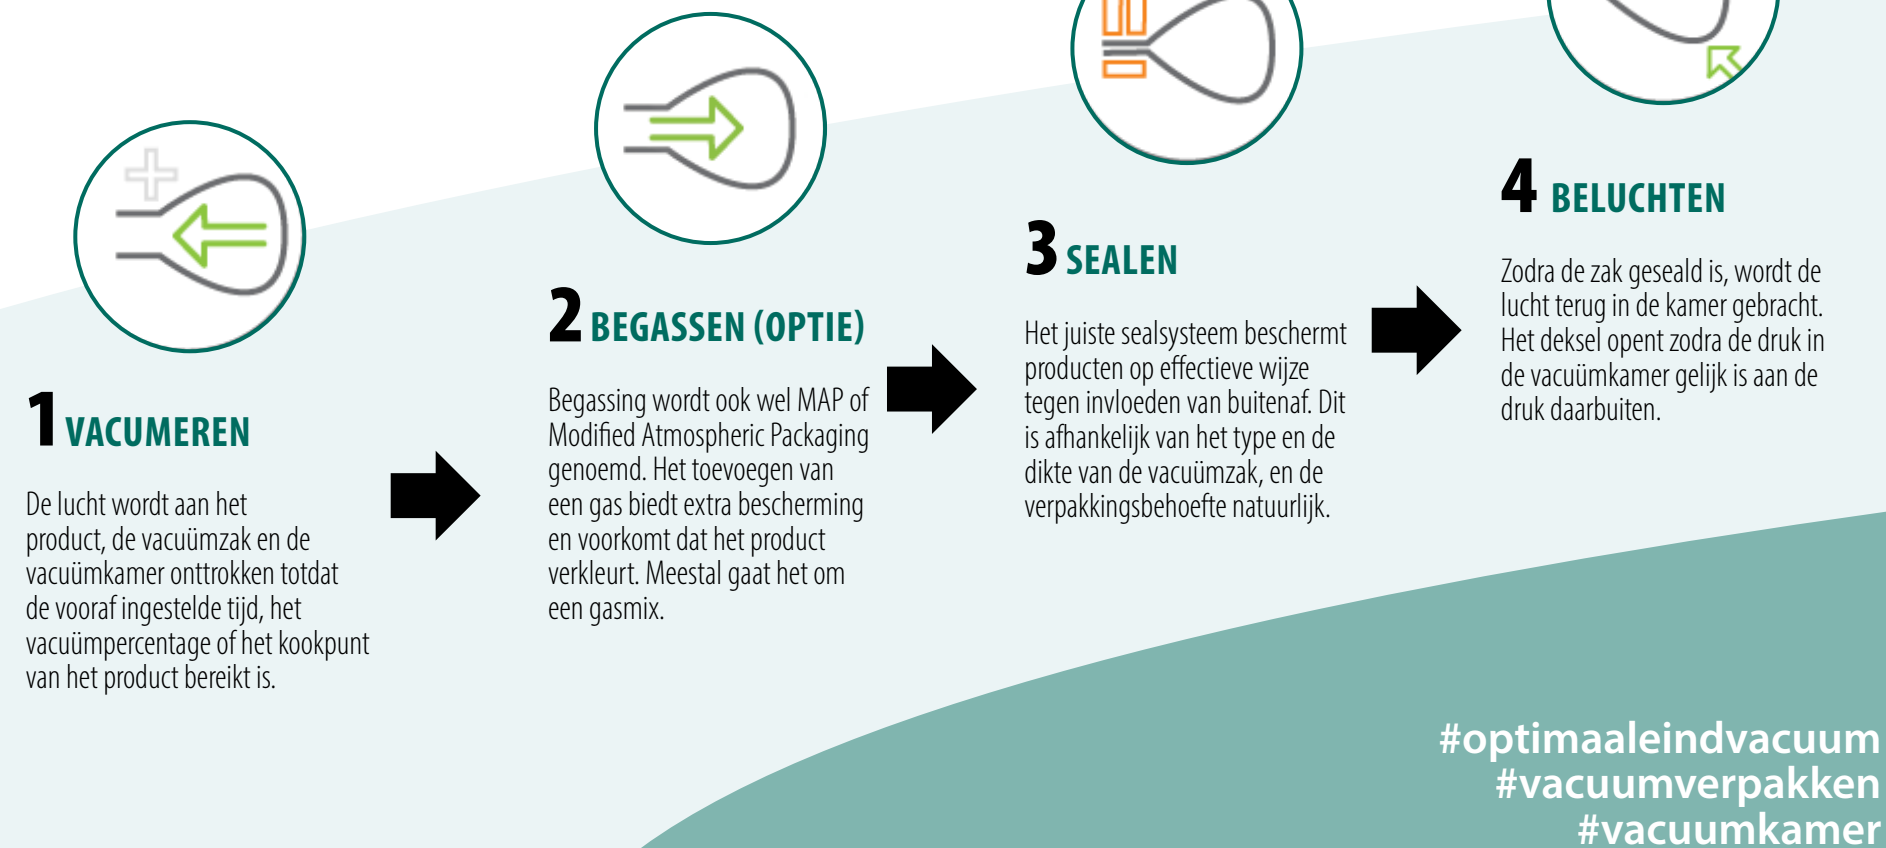 1 VACUMEREN
De lucht wordt aan het
product, de vacuümzak en de
vacuümkamer onttrokken totdat
de vooraf ingestelde tijd, het
vacuümpercentage of het kookpunt
van het product bereikt is.
2 BEGASSEN (OPTIE)
Begassing wordt ook wel MAP of
Modified Atmospheric Packaging
genoemd. Het toevoegen van
een gas biedt extra bescherming
en voorkomt dat het product
verkleurt. Meestal gaat het om
een gasmix.
3 SEALEN
Het juiste sealsysteem beschermt
producten op effectieve wijze
tegen invloeden van buitenaf. Dit
is afhankelijk van het type en de
dikte van de vacuümzak, en de
verpakkingsbehoefte natuurlijk.
4 BELUCHTEN
Zodra de zak geseald is, wordt de
lucht terug in de kamer gebracht.
Het deksel opent zodra de druk in
de vacuümkamer gelijk is aan de
druk daarbuiten.
#optimaaleindvacuum
#vacuumverpakken
#vacuumkamer